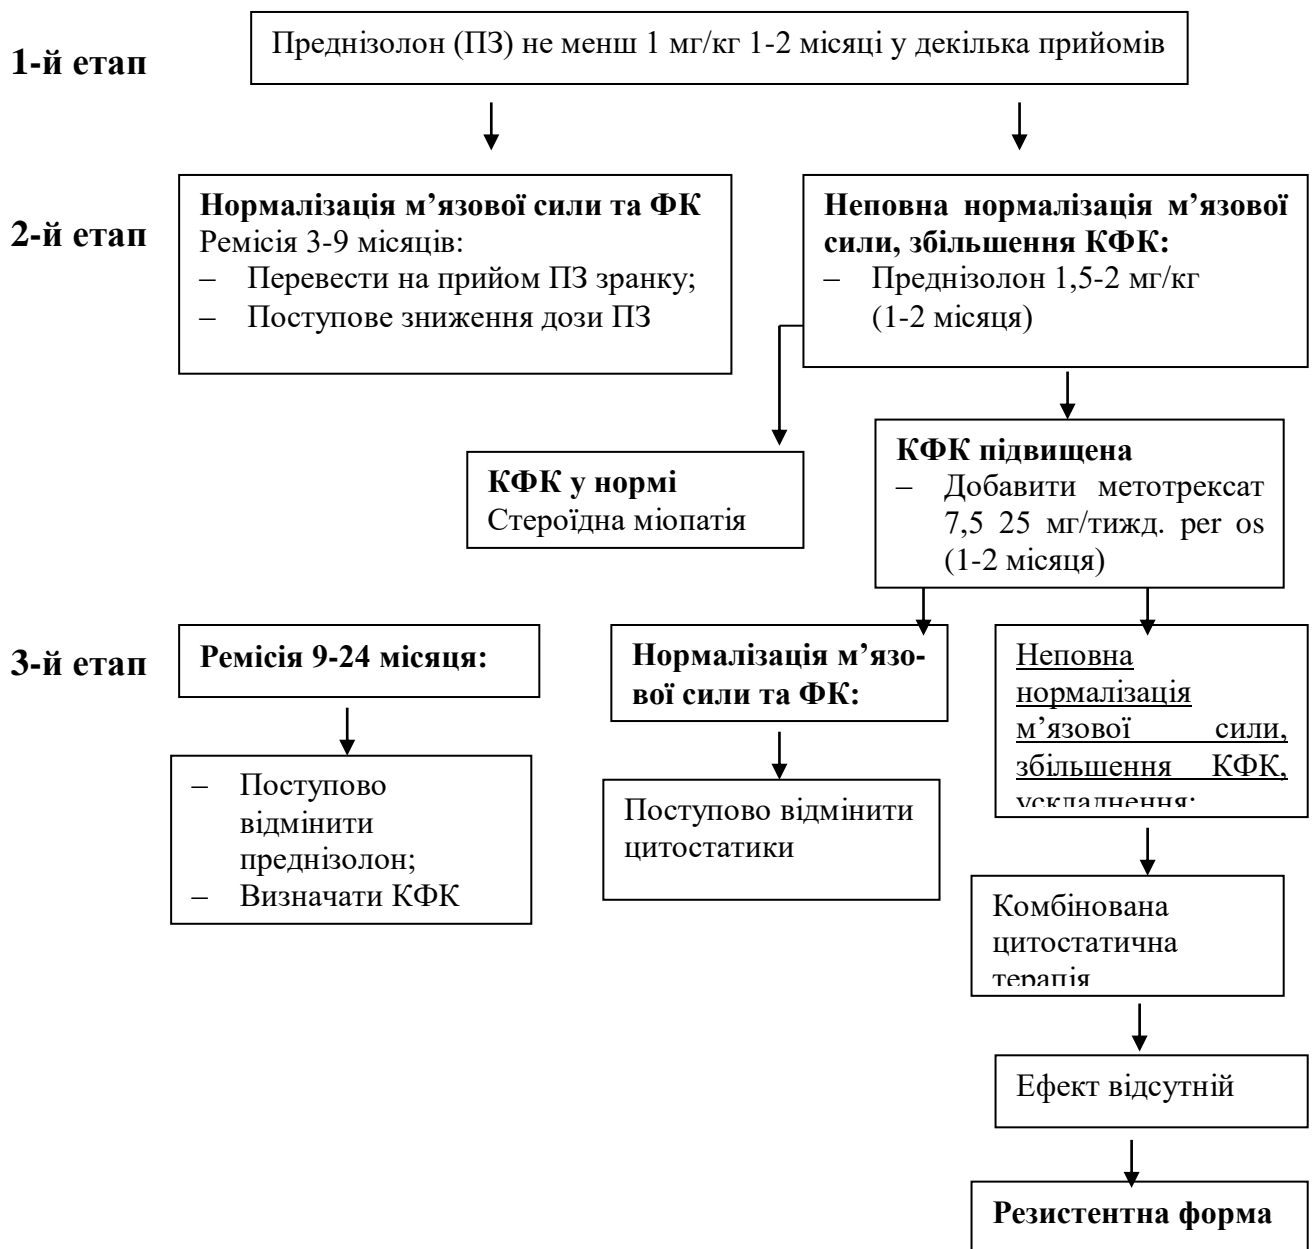 1-й етап
Преднізолон (ПЗ) не менш 1 мг/кг 1-2 місяці у декілька прийомів
2-й етап
Нормалізація м’язової сили та ФК
Ремісія 3-9 місяців:
– Перевести на прийом ПЗ зранку;
– Поступове зниження дози ПЗ
Неповна нормалізація м’язової
сили, збільшення КФК:
– Преднізолон 1,5-2 мг/кг
(1-2 місяця)
КФК у нормі
Стероїдна міопатія
КФК підвищена
– Добавити метотрексат
7,5 25 мг/тижд. per os
(1-2 місяця)
3-й етап
Ремісія 9-24 місяця:
Нормалізація м’язо-
вої сили та ФК:
Неповна
нормалізація
м’язової сили,
збільшення КФК,
ускладнення:
– Поступово
відмінити
преднізолон;
– Визначати КФК
Поступово відмінити
цитостатики
Комбінована
цитостатична
терапія
Ефект відсутній
Резистентна форма